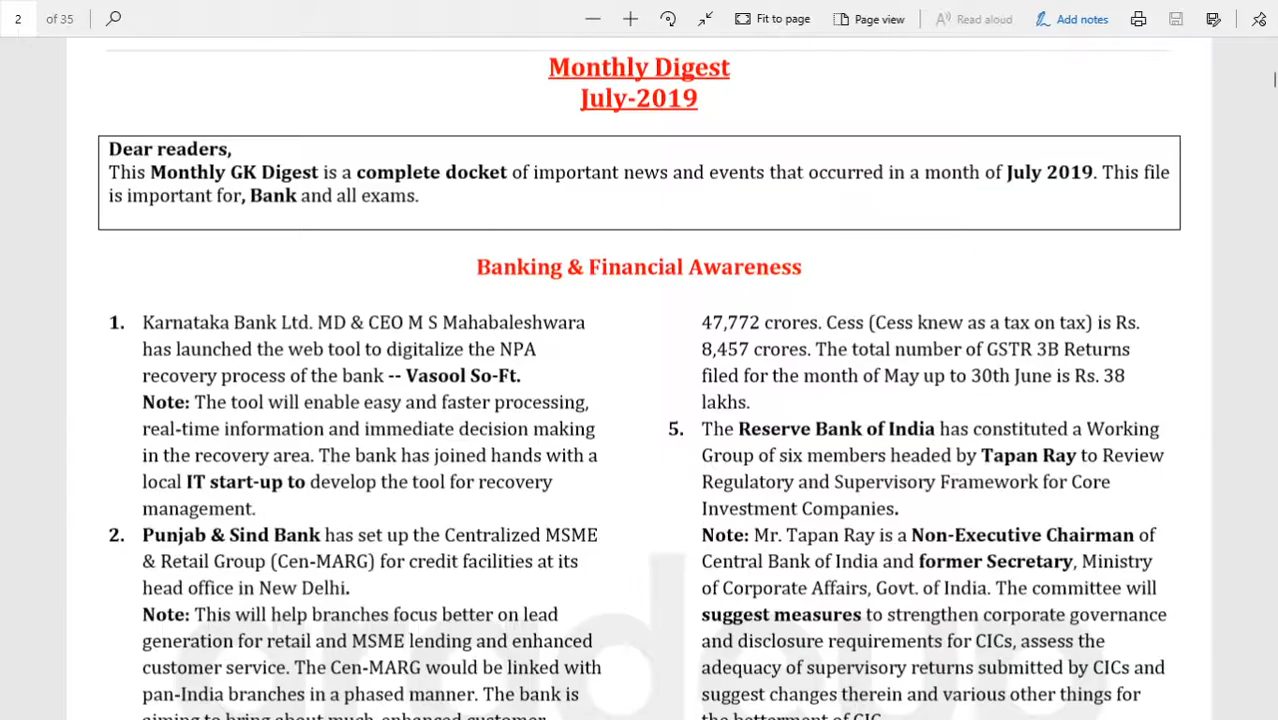 2 of 35 Fit to page Page view Read aloud Add notes
Monthly Digest
July-2019
Dear readers,
This Monthly GK Digest is a complete docket of important news and events that occurred in a month of July 2019. This file
is important for, Bank and all exams.
Banking & Financial Awareness
1. Karnataka Bank Ltd. MD & CEO M S Mahabaleshwara
has launched the web tool to digitalize the NPA
recovery process of the bank -- Vasool So-Ft.
Note: The tool will enable easy and faster processing,
real-time information and immediate decision making
in the recovery area. The bank has joined hands with a
local IT start-up to develop the tool for recovery
management.
2. Punjab & Sind Bank has set up the Centralized MSME
& Retail Group (Cen-MARG) for credit facilities at its
head office in New Delhi.
Note: This will help branches focus better on lead
generation for retail and MSME lending and enhanced
customer service. The Cen-MARG would be linked with
pan-India branches in a phased manner. The bank is
aiming to bring about much-enhanced customer
47,772 crores. Cess (Cess knew as a tax on tax) is Rs.
8,457 crores. The total number of GSTR 3B Returns
filed for the month of May up to 30th June is Rs. 38
lakhs.
5. The Reserve Bank of India has constituted a Working
Group of six members headed by Tapan Ray to Review
Regulatory and Supervisory Framework for Core
Investment Companies.
Note: Mr. Tapan Ray is a Non-Executive Chairman of
Central Bank of India and former Secretary, Ministry
of Corporate Affairs, Govt. of India. The committee will
suggest measures to strengthen corporate governance
and disclosure requirements for CICs, assess the
adequacy of supervisory returns submitted by CICs and
suggest changes therein and various other things for
the betterment of CIC.